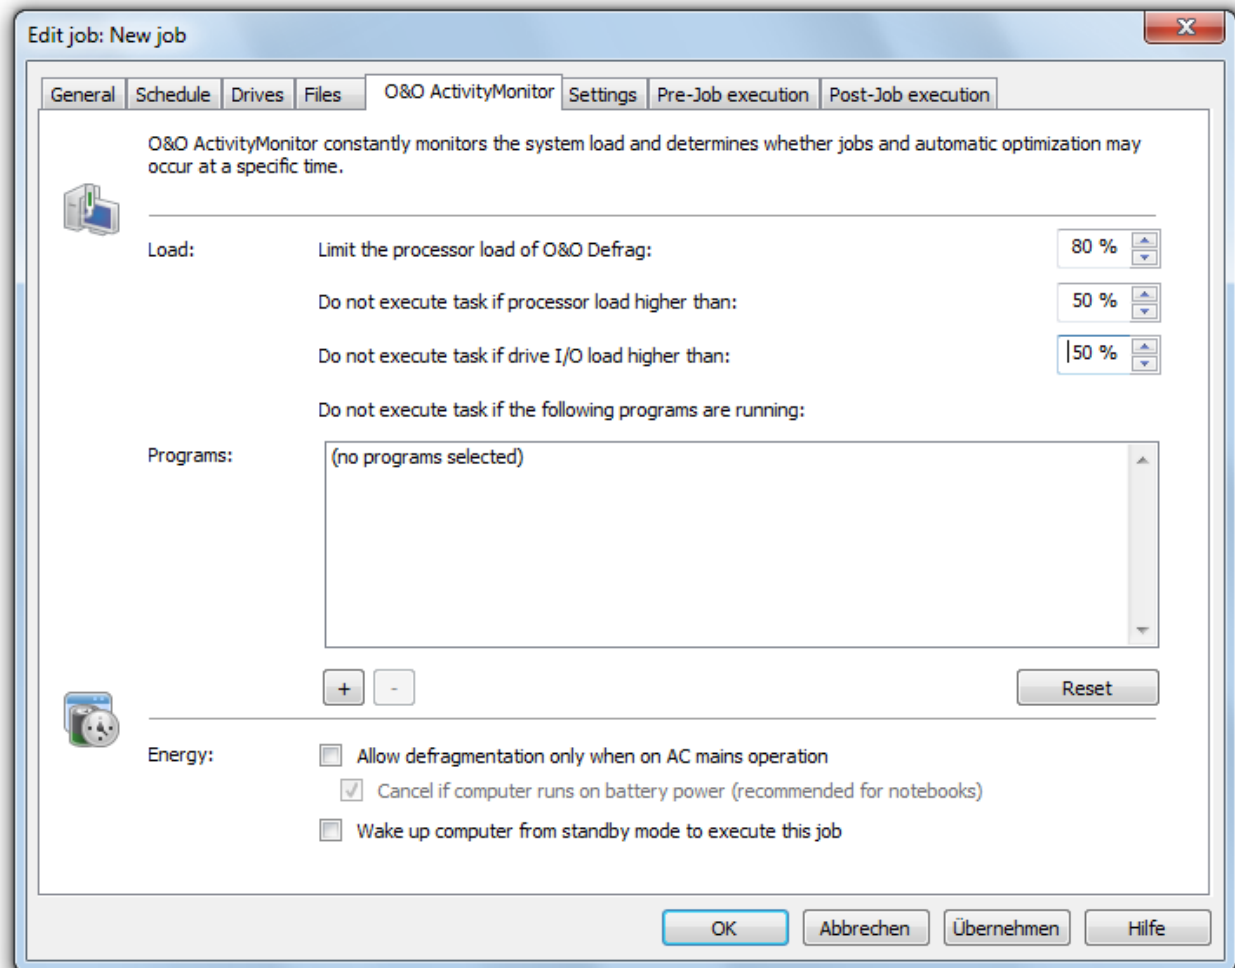 Edit job: New job
X
General Schedule Drives Files O&O ActivityMonitor Settings Pre-Job execution Post-Job execution
O&O ActivityMonitor constantly monitors the system load and determines whether jobs and automatic optimization may
occur at a specific time.
Load: Limit the processor load of O&O Defrag: 80 %
Do not execute task if processor load higher than: 50 %
Do not execute task if drive I/O load higher than: 50 %
Do not execute task if the following programs are running:
Programs: (no programs selected)
+ - Reset
Energy: Allow defragmentation only when on AC mains operation
Cancel if computer runs on battery power (recommended for notebooks)
Wake up computer from standby mode to execute this job
OK Abbrechen Übernehmen Hilfe